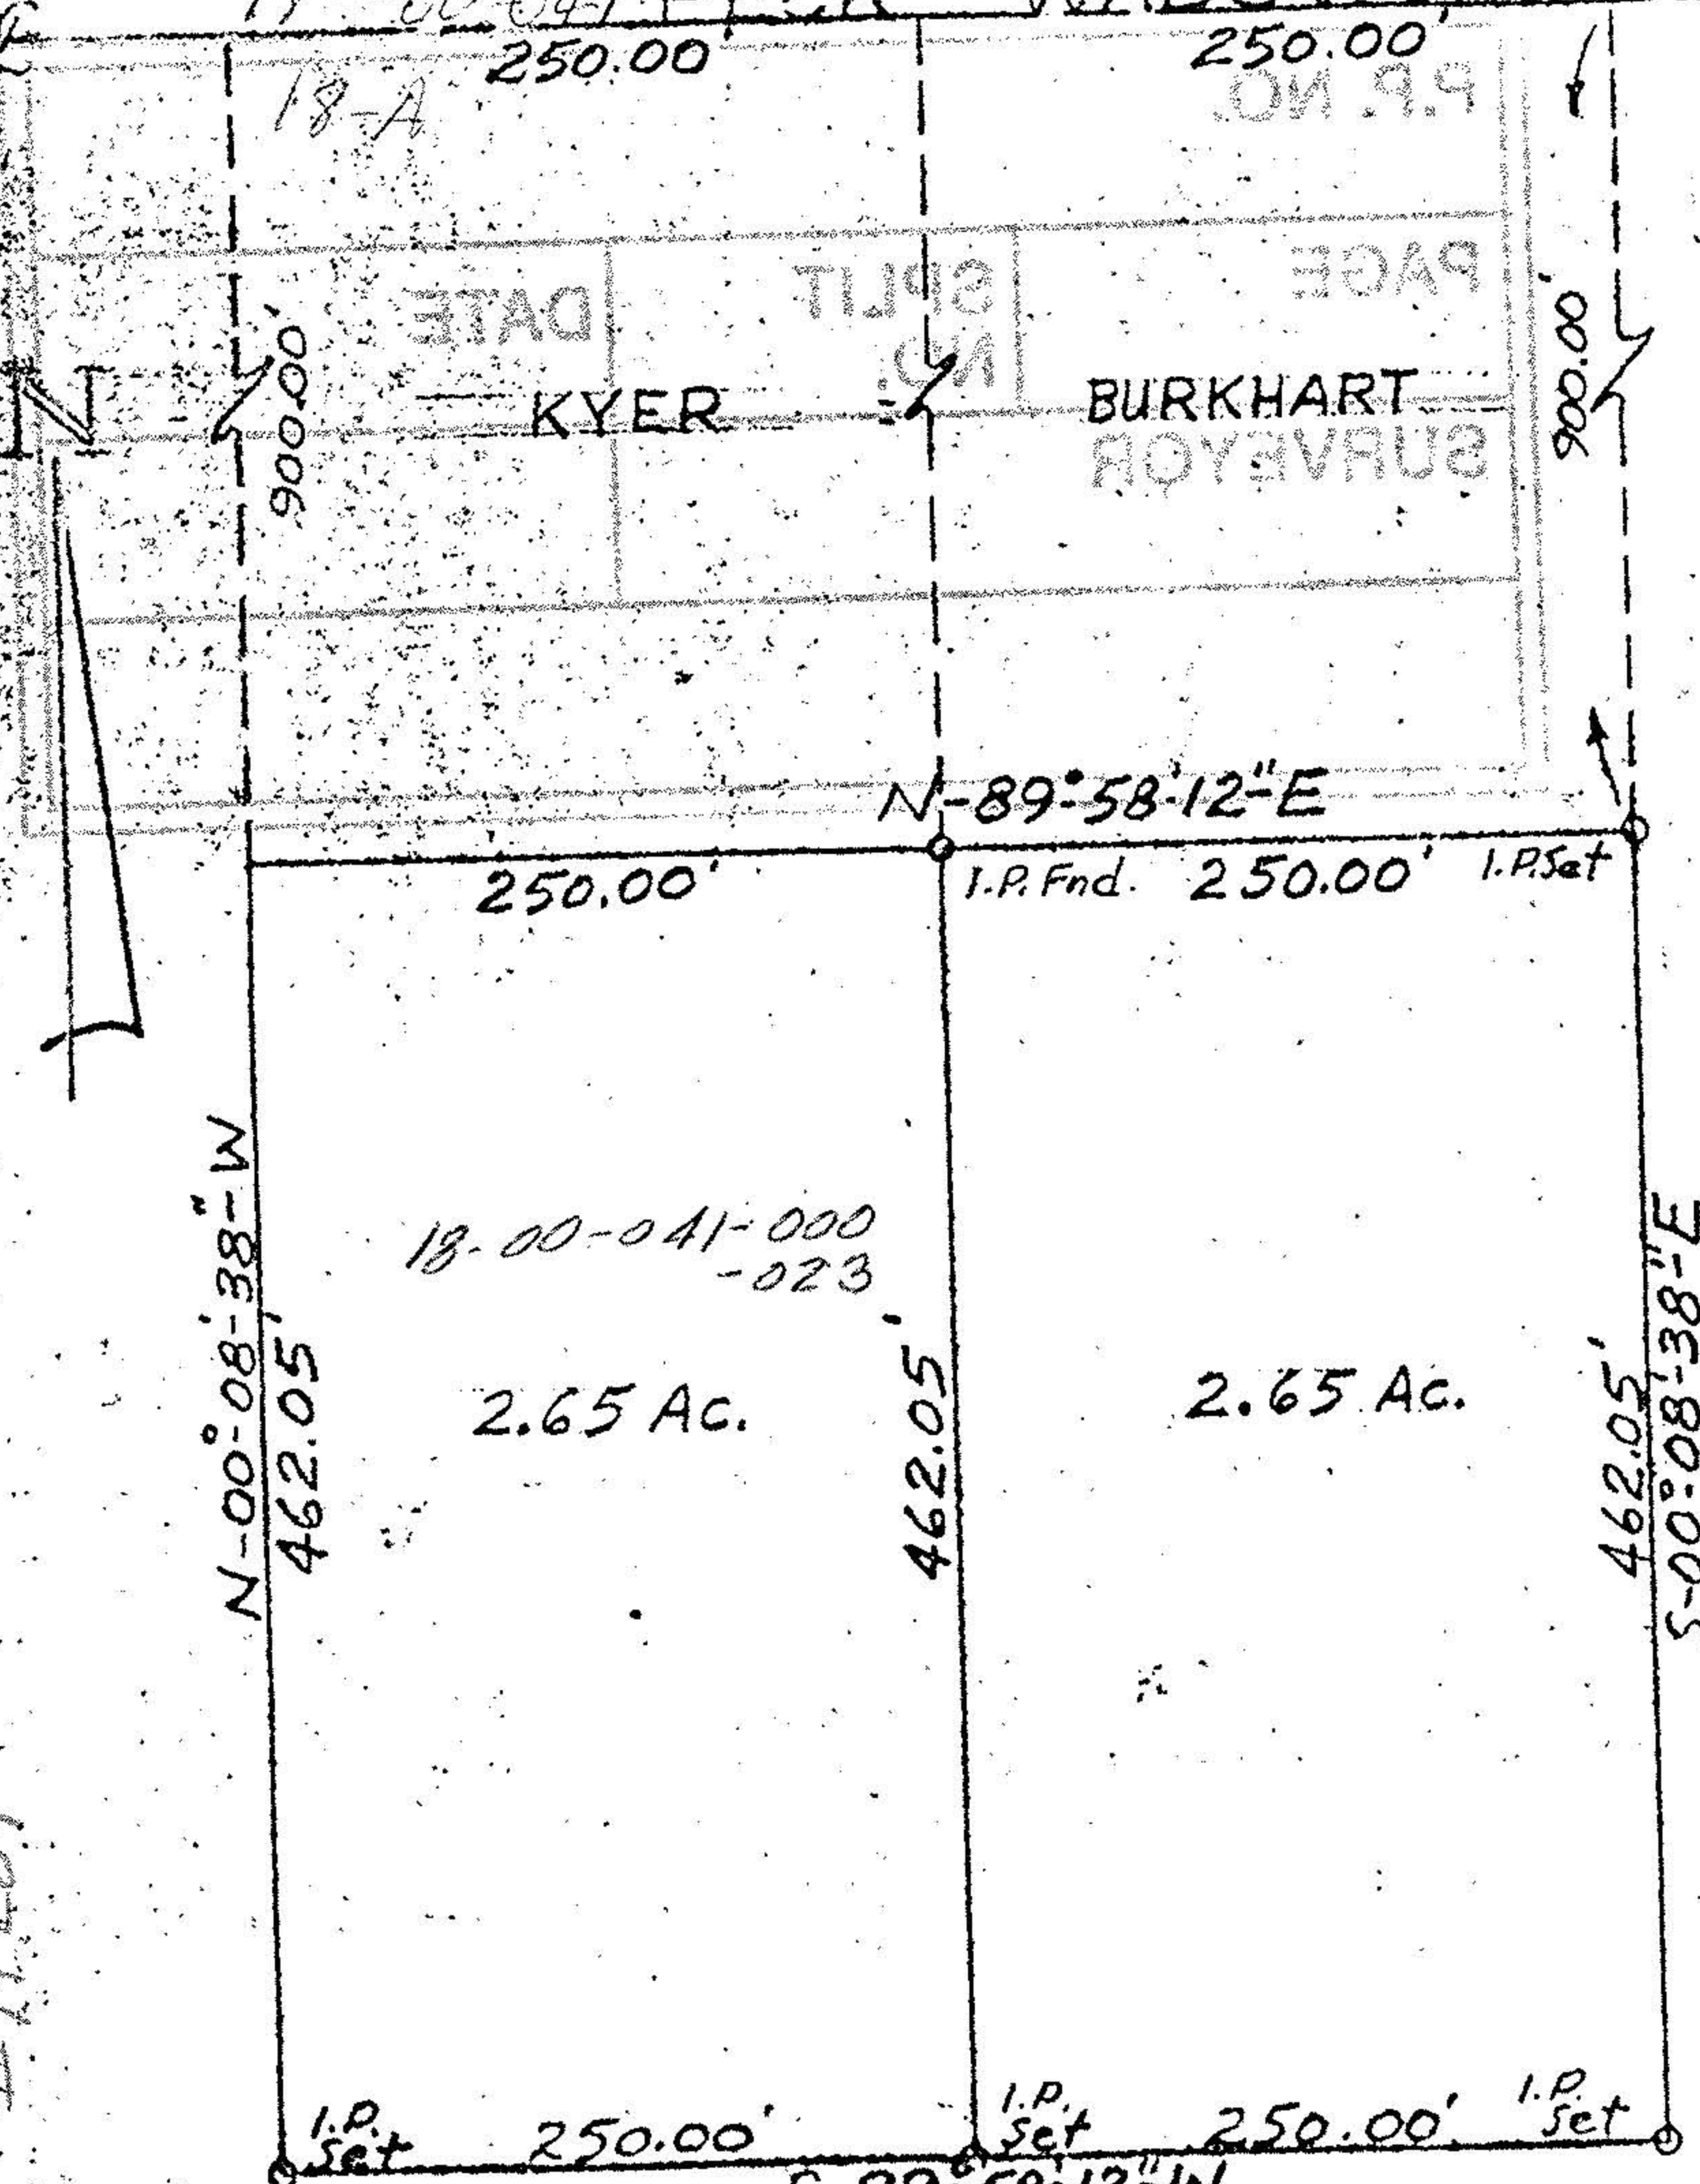 250.00' 250.00'
18-A
P.P. NO.
DATE SPLIT NO. PAGE
N 900.00' KYER BURKHART 900.00'
SURVEYOR
N-89°-58'-12"-E
250.00' I.P. Fnd. 250.00' I.P. Set
N-00°-08'-38"-W
462.05'
18-00-041-000
-023
2.65 Ac.
462.05'
2.65 Ac.
462.05'
S-00°-08'-38"-E
I.P. Set 250.00' I.P. Set 250.00' I.P. Set